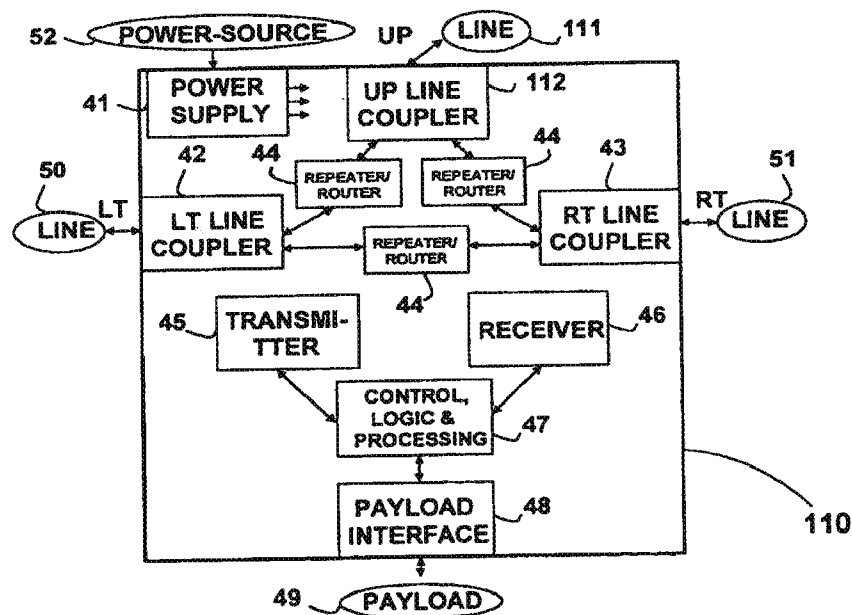 52 POWER-SOURCE UP LINE 111
41 POWER
SUPPLY
UP LINE
COUPLER
112
50 LINE LT
42 LT LINE
COUPLER
44 REPEATER/
ROUTER
44 REPEATER/
ROUTER
43 RT LINE
COUPLER
RT LINE 51
REPEATER/
ROUTER
44
45 TRANSMI-
TTER
RECEIVER 46
CONTROL,
LOGIC &
PROCESSING
47
PAYLOAD
INTERFACE
48
110
49 PAYLOAD